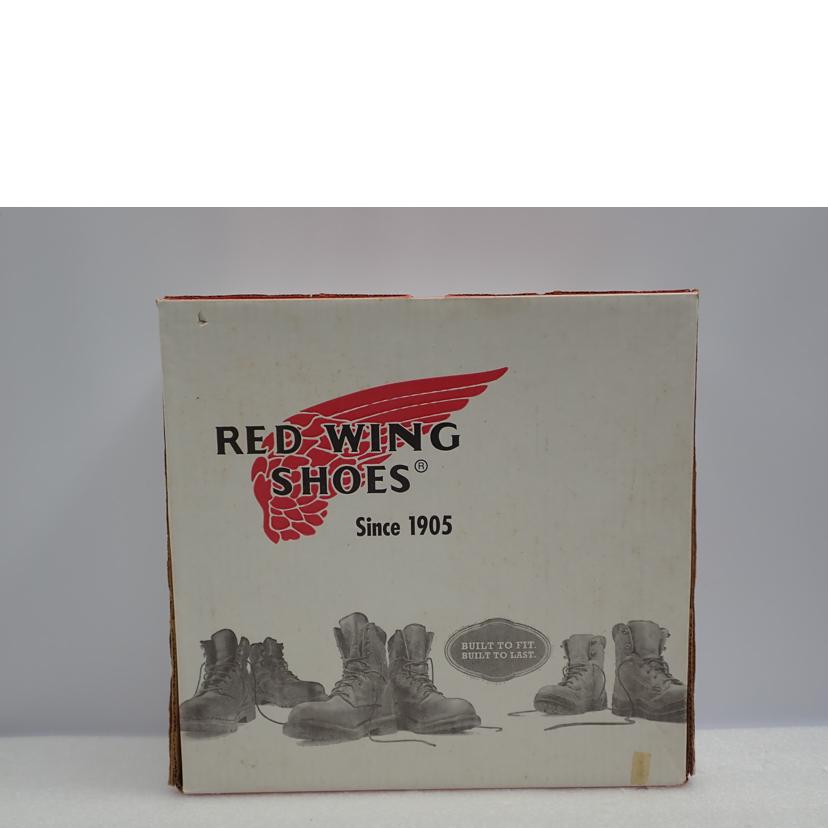 RED WING
SHOES®
Since 1905
BUILT TO FIT.
BUILT TO LAST.